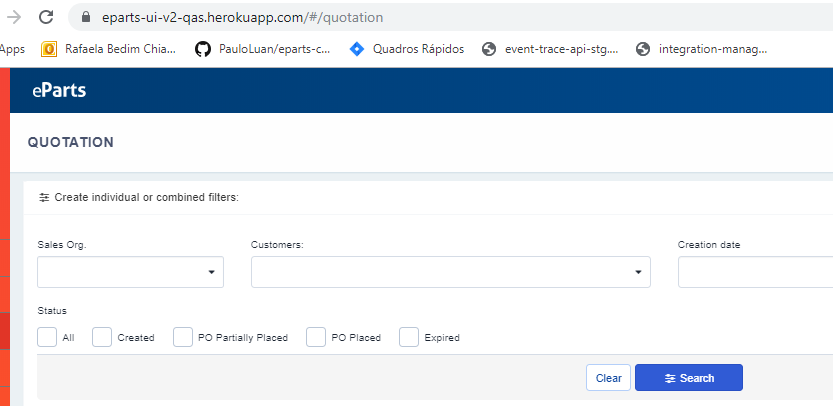 eparts-ui-v2-qas.herokuapp.com/#/quotation
Apps Rafaela Bedim Chia... PauloLuan/eparts-c... Quadros Rápidos event-trace-api-stg.... integration-manag...
eParts
QUOTATION
Create individual or combined filters:
Sales Org. Customers: Creation date
Status
All Created PO Partially Placed PO Placed Expired
Clear Search